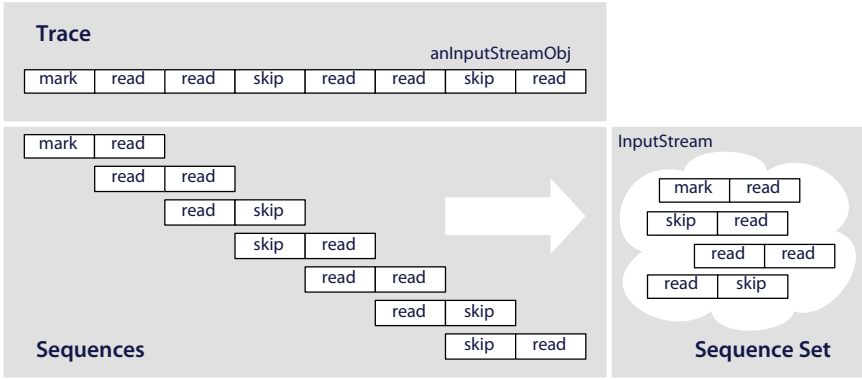 Trace
anInputStreamObj
mark read read skip read read skip read
mark read
read read
read skip
skip read
read read
read skip
skip read
Sequences
InputStream
mark read
skip read
read read
read skip
Sequence Set